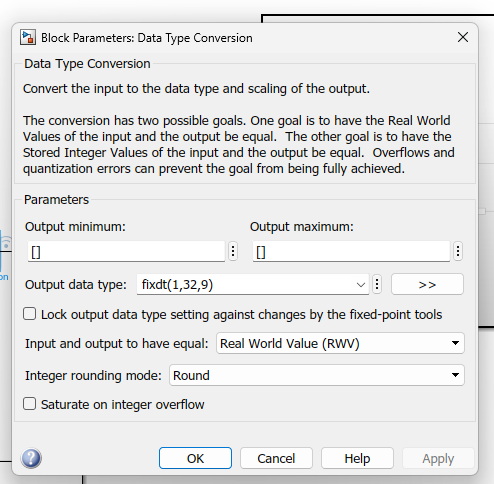 Block Parameters: Data Type Conversion
Data Type Conversion
Convert the input to the data type and scaling of the output.
The conversion has two possible goals. One goal is to have the Real World
Values of the input and the output be equal.  The other goal is to have the
Stored Integer Values of the input and the output be equal.  Overflows and
quantization errors can prevent the goal from being fully achieved.
Parameters
Output minimum:
Output maximum:
[]
[]
Output data type:
fixdt(1,32,9)
>>
Lock output data type setting against changes by the fixed-point tools
Input and output to have equal:
Real World Value (RWV)
Integer rounding mode:
Round
Saturate on integer overflow
on
?
OK
Cancel
Help
Apply